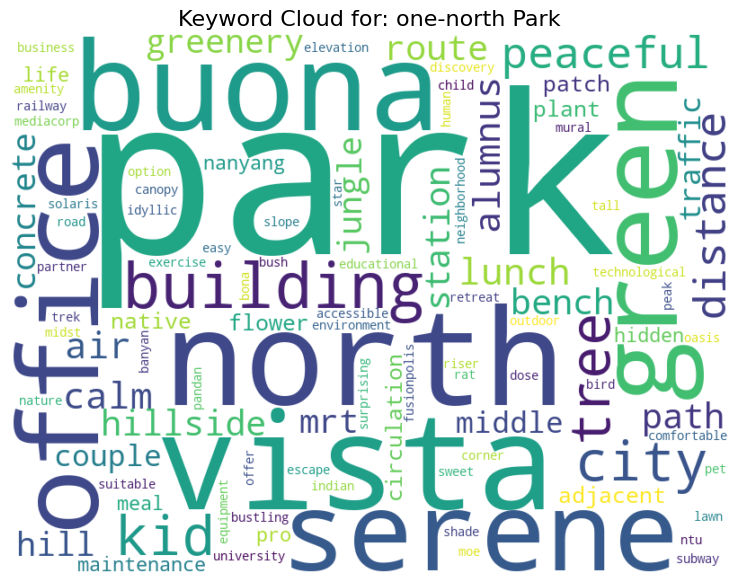 Keyword Cloud for: one-north Park
business
greenery
elevation
route
peaceful
life
buona
discovery
amenity
child
patch
railway
human
alumnus
plant
mediacorp
mural
park
green
traffic
concrete
office
nanyang
jungle
station
option
canopy
star
neighborhood
distance
solaris
idyllic
tall
road
slope
easy
partner
exercise
bush
educational
lunch
technological
building
bona
retreat
bench
peak
trek
native
flower
accessible
environment
outdoor
hidden
oasis
midst
air
banyan
north
tree
surprising
fusionpolis
riser
rat
dose
bird
nature
calm
pandan
circulation
hillside
mrt
middle
path
comfortable
couple
vista
city
offer
escape
corner
sweet
pet
suitable
indian
adjacent
meal
equipment
kid
bustling
pro
serene
shade
lawn
hill
university
moe
ntu
maintenance
subway